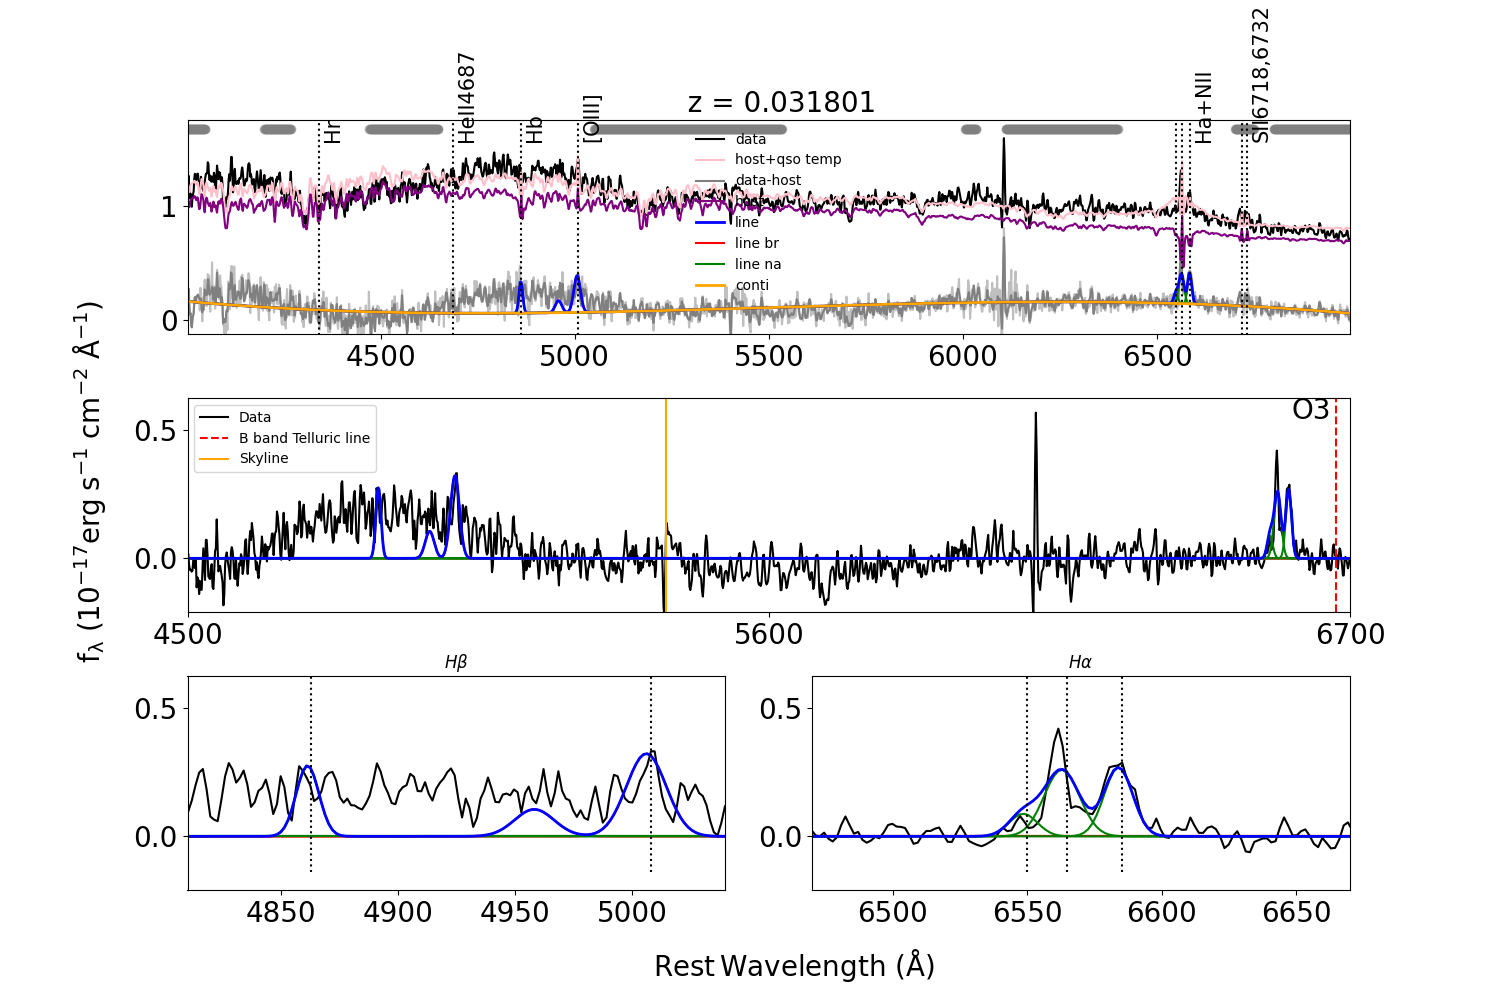 z = 0.031801
Hr
HeII4687
Hb
[OIII]
Ha+NII
SII6718,6732
data
host+qso temp
data-host
line
line br
line na
conti
1
0
4500
5000
5500
6000
6500
Data
B band Telluric line
Skyline
O3
0.5
0.0
4500
5600
6700
fλ (10⁻¹⁷erg s⁻¹ cm⁻² Å⁻¹)
Hβ
0.5
0.0
4850
4900
4950
5000
Hα
0.5
0.0
6500
6550
6600
6650
Rest Wavelength (Å)